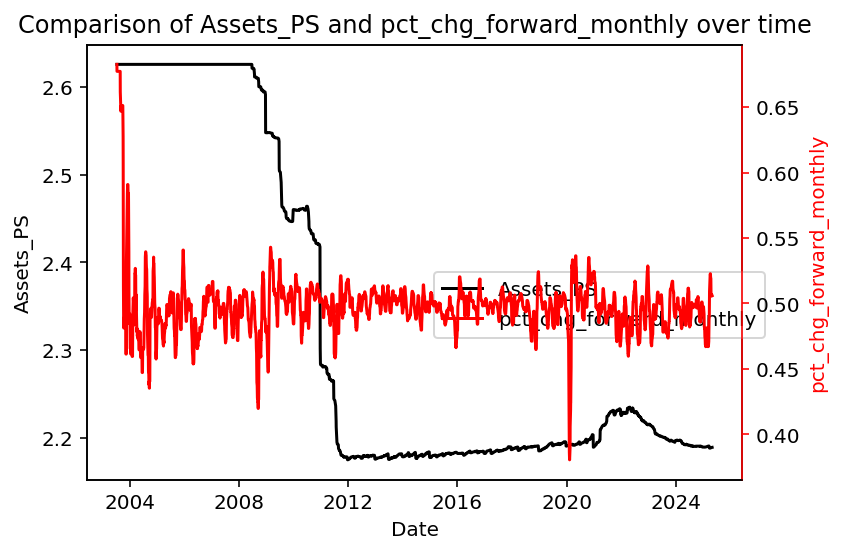 Comparison of Assets_PS and pct_chg_forward_monthly over time
2.6
2.5
2.4
2.3
2.2
Assets_PS
0.65
0.60
0.55
0.50
0.45
0.40
pct_chg_forward_monthly
Assets_PS
pct_chg_forward_monthly
2004 2008 2012 2016 2020 2024
Date